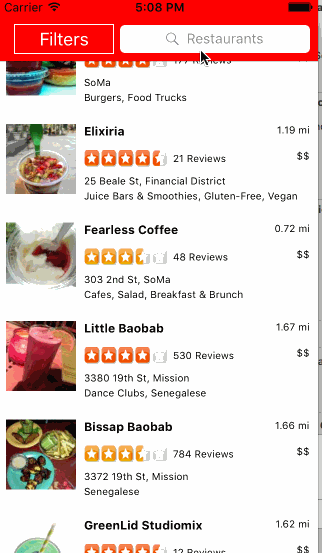 Carrier 5:08 PM
Filters
Restaurants
177 Reviews
SoMa
Burgers, Food Trucks
Elixiria 1.19 mi
21 Reviews $$
25 Beale St, Financial District
Juice Bars & Smoothies, Gluten-Free, Vegan
Fearless Coffee 0.72 mi
48 Reviews $$
303 2nd St, SoMa
Cafes, Salad, Breakfast & Brunch
Little Baobab 1.67 mi
530 Reviews $$
3380 19th St, Mission
Dance Clubs, Senegalese
Bissap Baobab 1.66 mi
784 Reviews $$
3372 19th St, Mission
Senegalese
GreenLid Studiomix 1.62 mi
12 Reviews $$